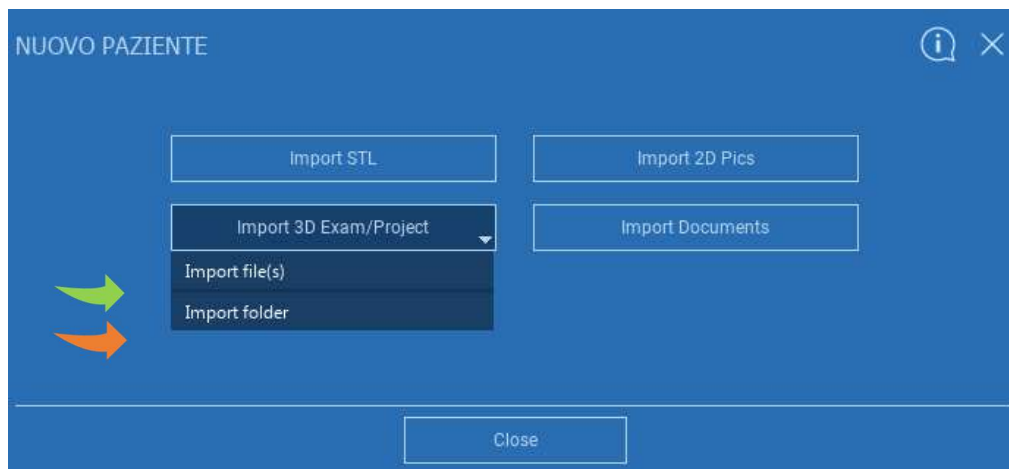 NUOVO PAZIENTE
Import STL
Import 2D Pics
Import 3D Exam/Project
Import Documents
Import file(s)
Import folder
Close